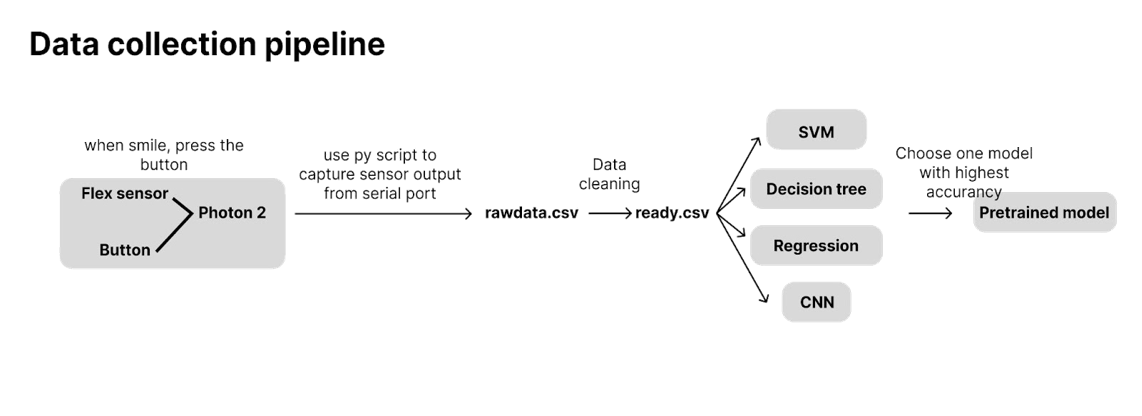 Data collection pipeline
when smile, press the
button
Flex sensor
Photon 2
Button
use py script to
capture sensor output
from serial port
rawdata.csv
Data
cleaning
ready.csv
SVM
Decision tree
Regression
CNN
Choose one model
with highest
accurancy
Pretrained model